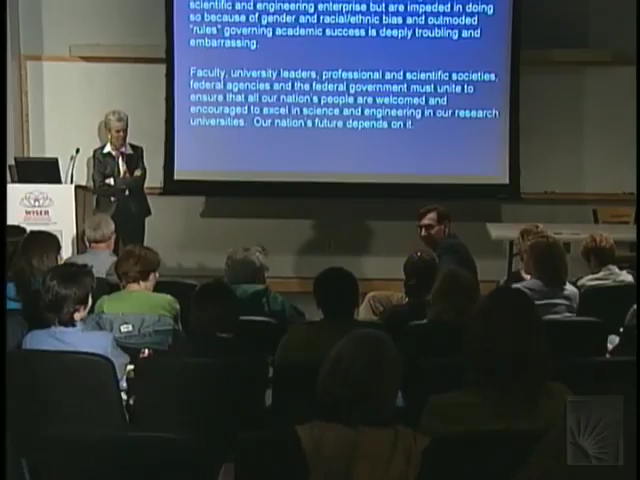 scientific and engineering enterprise but are impeded in doing
so because of gender and racial/ethnic bias and outmoded
"rules" governing academic success is deeply troubling and
embarrassing.
Faculty, university leaders, professional and scientific societies,
federal agencies and the federal government must unite to
ensure that all our nation's people are welcomed and
encouraged to excel in science and engineering in our research
universities. Our nation's future depends on it.
WISER